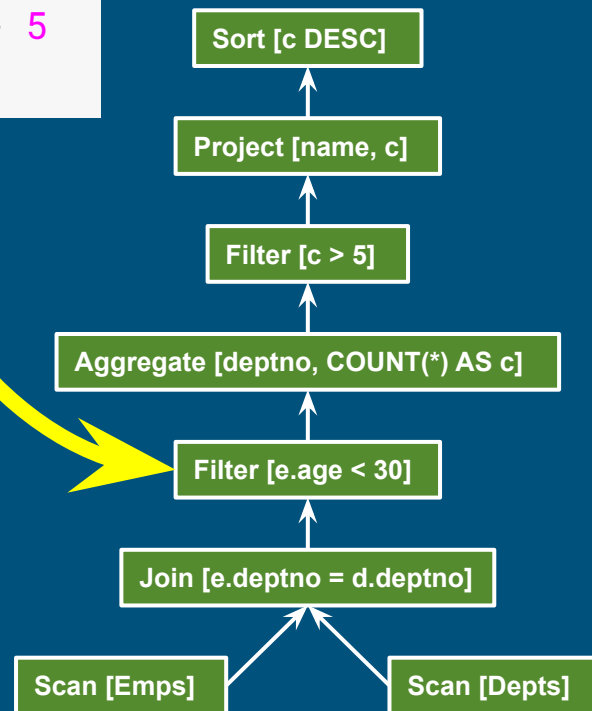 5
Sort [c DESC]
Project [name, c]
Filter [c > 5]
Aggregate [deptno, COUNT(*) AS c]
Filter [e.age < 30]
Join [e.deptno = d.deptno]
Scan [Emps]
Scan [Depts]